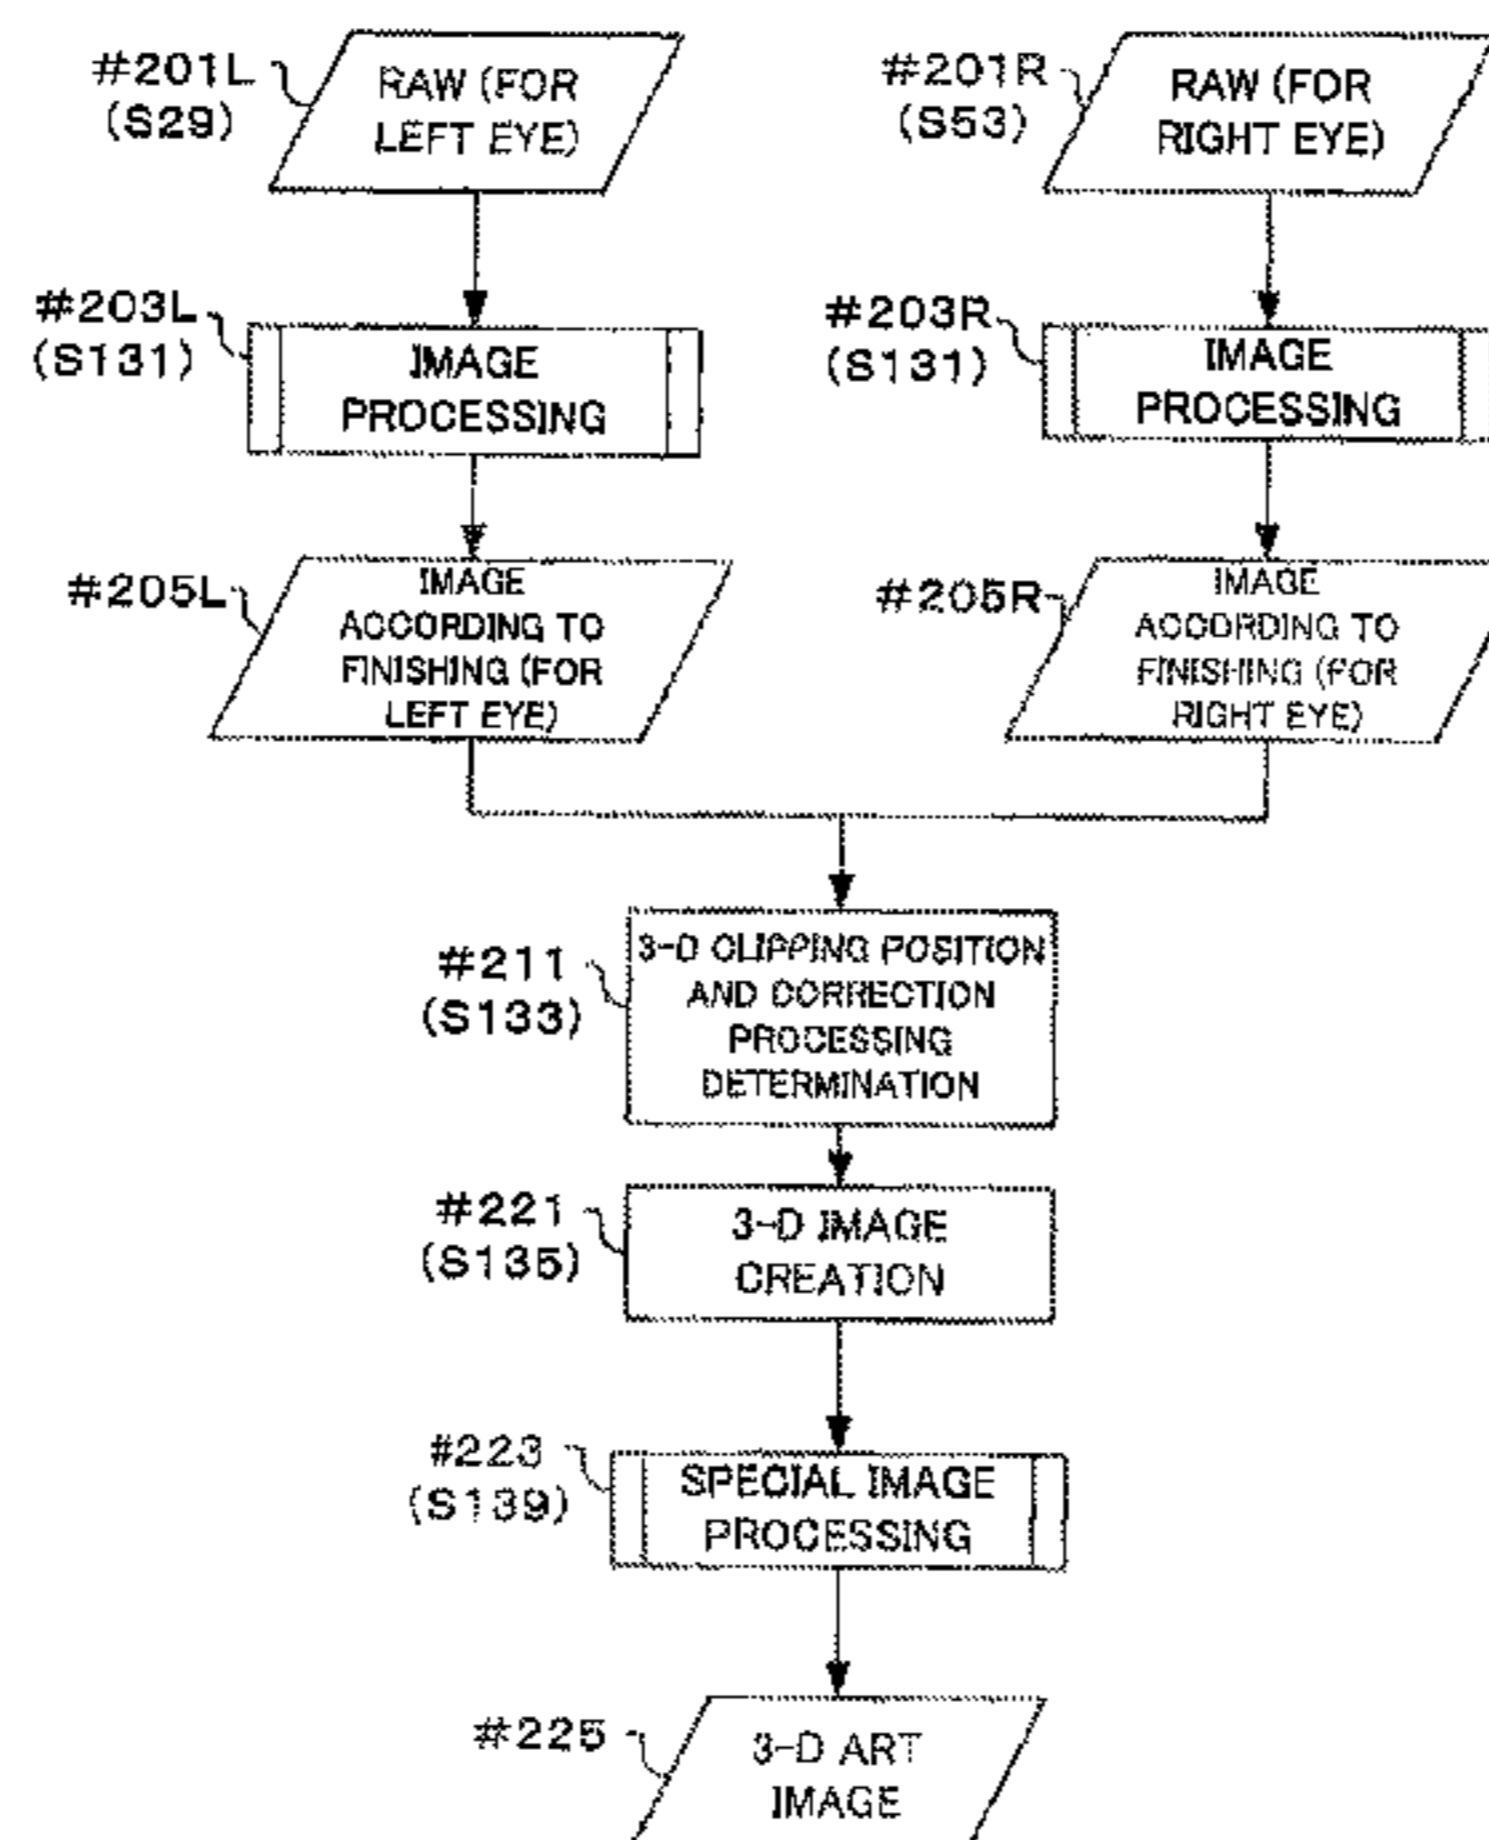 #201L
(S29)
RAW (FOR
LEFT EYE)
#201R
(S53)
RAW (FOR
RIGHT EYE)
#203L
(S131)
IMAGE
PROCESSING
#203R
(S131)
IMAGE
PROCESSING
#205L
IMAGE
ACCORDING TO
FINISHING (FOR
LEFT EYE)
#205R
IMAGE
ACCORDING TO
FINISHING (FOR
RIGHT EYE)
#211
(S133)
3-D CLIPPING POSITION
AND CORRECTION
PROCESSING
DETERMINATION
#221
(S135)
3-D IMAGE
CREATION
#223
(S139)
SPECIAL IMAGE
PROCESSING
#225
3-D ART
IMAGE